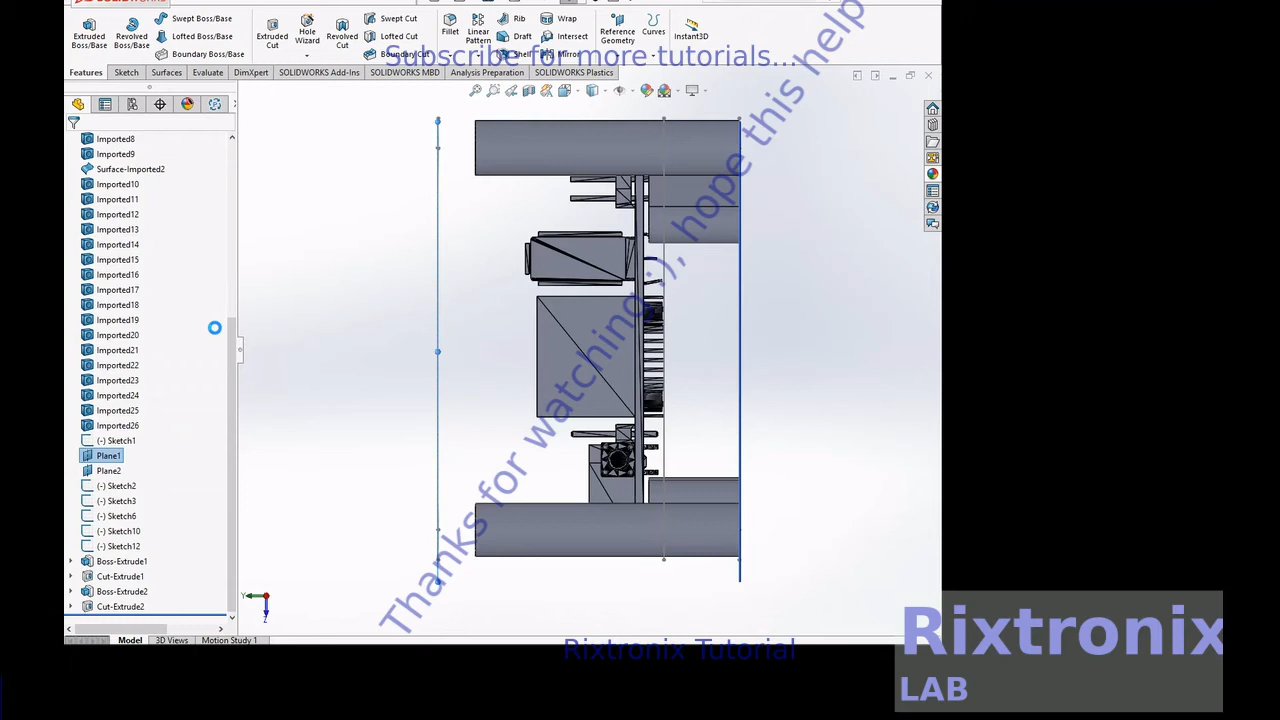 Extruded Boss/Base
Revolved Boss/Base
Swept Boss/Base
Lofted Boss/Base
Boundary Boss/Base
Extruded Cut
Hole Wizard
Revolved Cut
Swept Cut
Lofted Cut
Boundary Cut
Fillet
Linear Pattern
Rib
Draft
Shell
Wrap
Intersect
Mirror
Reference Geometry
Curves
Instant3D
Subscribe for more tutorials...
Features
Sketch
Surfaces
Evaluate
DimXpert
SOLIDWORKS Add-Ins
SOLIDWORKS MBD
Analysis Preparation
SOLIDWORKS Plastics
Imported8
Imported9
Surface-Imported2
Imported10
Imported11
Imported12
Imported13
Imported14
Imported15
Imported16
Imported17
Imported18
Imported19
Imported20
Imported21
Imported22
Imported23
Imported24
Imported25
Imported26
(-) Sketch1
Plane1
Plane2
(-) Sketch2
(-) Sketch3
(-) Sketch6
(-) Sketch10
(-) Sketch12
Boss-Extrude1
Cut-Extrude1
Boss-Extrude2
Cut-Extrude2
Thanks for watching :), hope this help
Y
Z
Model
3D Views
Motion Study 1
Rixtronix Tutorial
Rixtronix
LAB